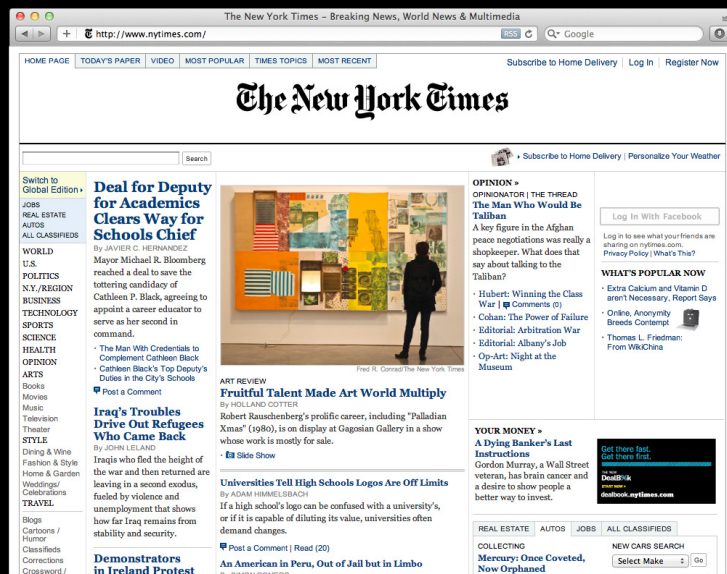 The New York Times - Breaking News, World News & Multimedia
http://www.nytimes.com/
RSS
Google
HOME PAGE
TODAY'S PAPER
VIDEO
MOST POPULAR
TIMES TOPICS
MOST RECENT
Subscribe to Home Delivery
Log In
Register Now
The New York Times
Search
Subscribe to Home Delivery | Personalize Your Weather
Switch to
Global Edition
JOBS
REAL ESTATE
AUTOS
ALL CLASSIFIEDS
WORLD
U.S.
POLITICS
N.Y./REGION
BUSINESS
TECHNOLOGY
SPORTS
SCIENCE
HEALTH
OPINION
ARTS
Books
Movies
Music
Television
Theater
STYLE
Dining & Wine
Fashion & Style
Home & Garden
Weddings/
Celebrations
TRAVEL
Blogs
Cartoons /
Humor
Classifieds
Corrections
Crossword /
Deal for Deputy
for Academics
Clears Way for
Schools Chief
By JAVIER C. HERNANDEZ
Mayor Michael R. Bloomberg
reached a deal to save the
tottering candidacy of
Cathleen P. Black, agreeing to
appoint a career educator to
serve as her second in
command.
· The Man With Credentials to
Complement Cathleen Black
· Cathleen Black's Top Deputy's
Duties in the City's Schools
Post a Comment
Iraq's Troubles
Drive Out Refugees
Who Came Back
By JOHN LELAND
Iraqis who fled the height of
the war and then returned are
leaving in a second exodus,
fueled by violence and
unemployment that shows
how far Iraq remains from
stability and security.
Demonstrators
in Ireland Protest
Fred R. Conrad/The New York Times
ART REVIEW
Fruitful Talent Made Art World Multiply
By HOLLAND COTTER
Robert Rauschenberg's prolific career, including "Palladian
Xmas" (1980), is on display at Gagosian Gallery in a show
whose work is mostly for sale.
· Slide Show
Universities Tell High Schools Logos Are Off Limits
By ADAM HIMMELSBACH
If a high school's logo can be confused with a university's,
or if it is capable of diluting its value, universities often
demand changes.
Post a Comment | Read (20)
An American in Peru, Out of Jail but in Limbo
By SIMON ROMERO
OPINION »
OPINIONATOR | THE THREAD
The Man Who Would Be
Taliban
A key figure in the Afghan
peace negotiations was really a
shopkeeper. What does that
say about talking to the
Taliban?
· Hubert: Winning the Class
War | Comments (0)
· Cohan: The Power of Failure
· Editorial: Arbitration War
· Editorial: Albany's Job
· Op-Art: Night at the
Museum
Log In With Facebook
Log in to see what your friends are
sharing on nytimes.com.
Privacy Policy | What's This?
WHAT'S POPULAR NOW
· Extra Calcium and Vitamin D
aren't Necessary, Report Says
· Online, Anonymity
Breeds Contempt
· Thomas L. Friedman:
From WikiChina
YOUR MONEY »
A Dying Banker's Last
Instructions
Gordon Murray, a Wall Street
veteran, has brain cancer and
a desire to show people a
better way to invest.
Get there fast.
Get there first.
THE NEW
DealB%k
START NOW ▸
dealbook.nytimes.com
REAL ESTATE
AUTOS
JOBS
ALL CLASSIFIEDS
COLLECTING
Mercury: Once Coveted,
Now Orphaned
NEW CARS SEARCH
Select Make
Go